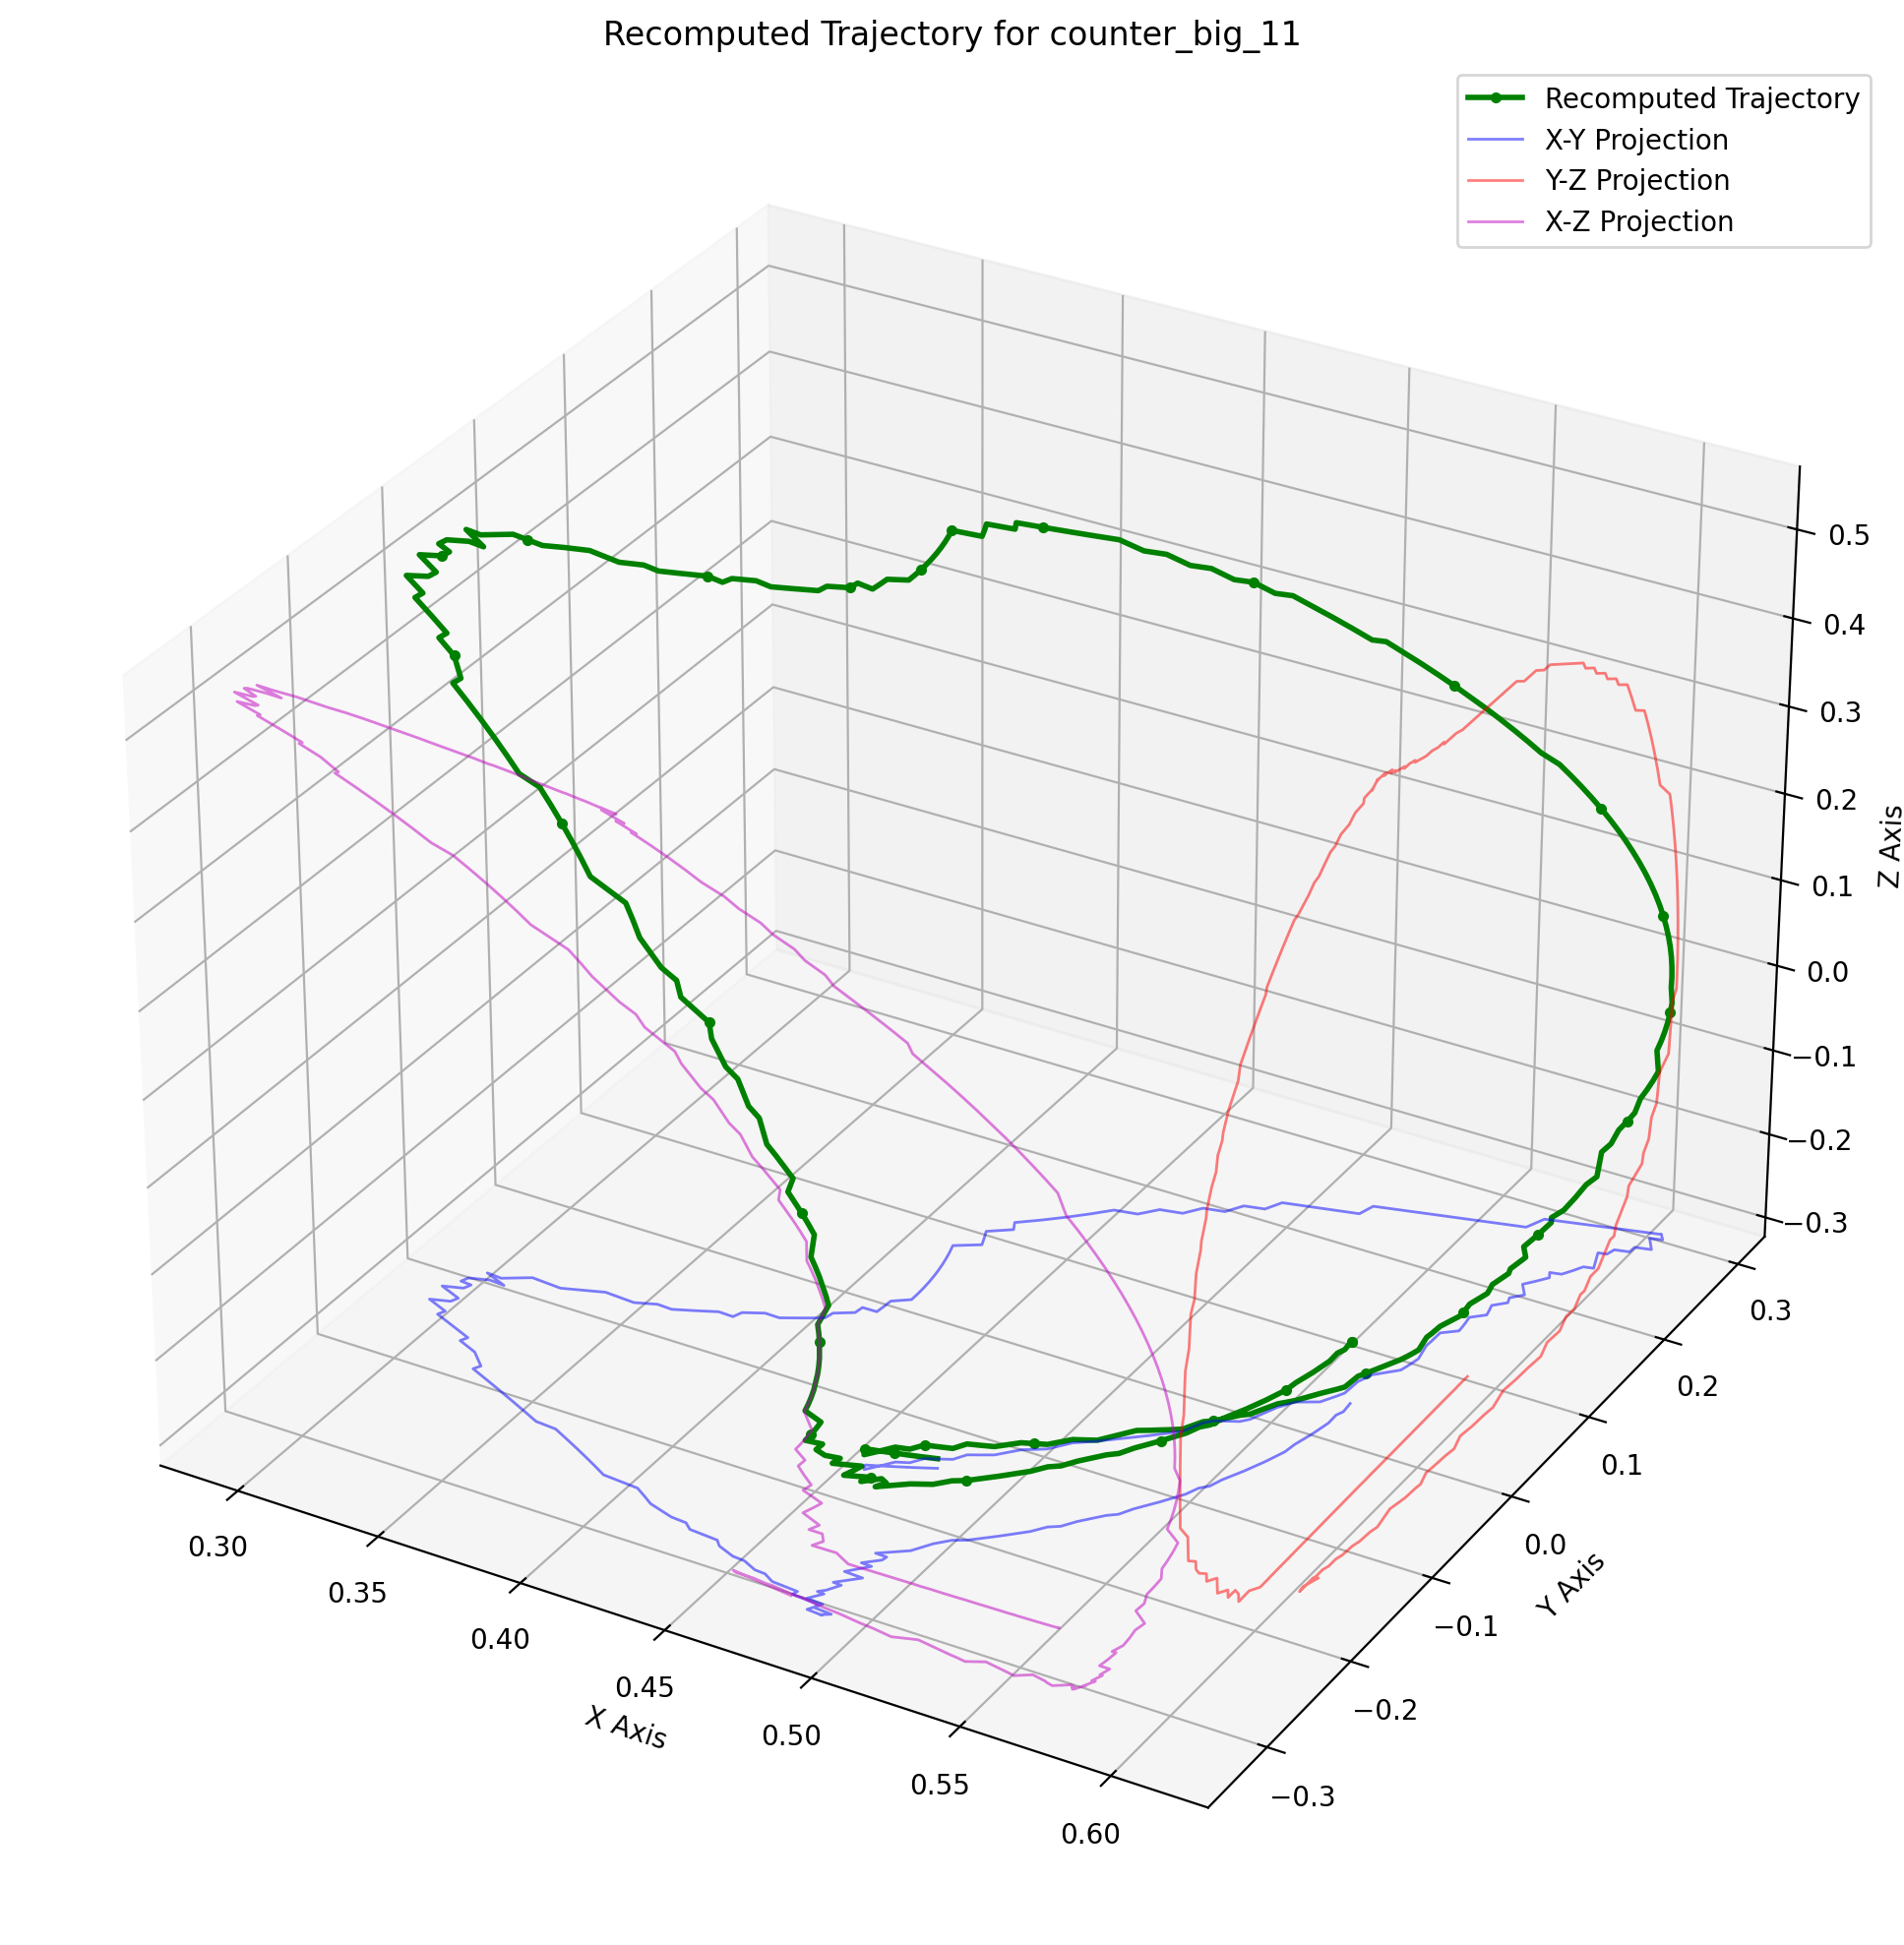 Recomputed Trajectory for counter_big_11
Recomputed Trajectory
X-Y Projection
Y-Z Projection
X-Z Projection
0.5
0.4
0.3
0.2
0.1
0.0
−0.1
−0.2
−0.3
Z Axis
0.3
0.2
0.1
0.0
−0.1
−0.2
−0.3
Y Axis
0.30
0.35
0.40
0.45
0.50
0.55
0.60
X Axis